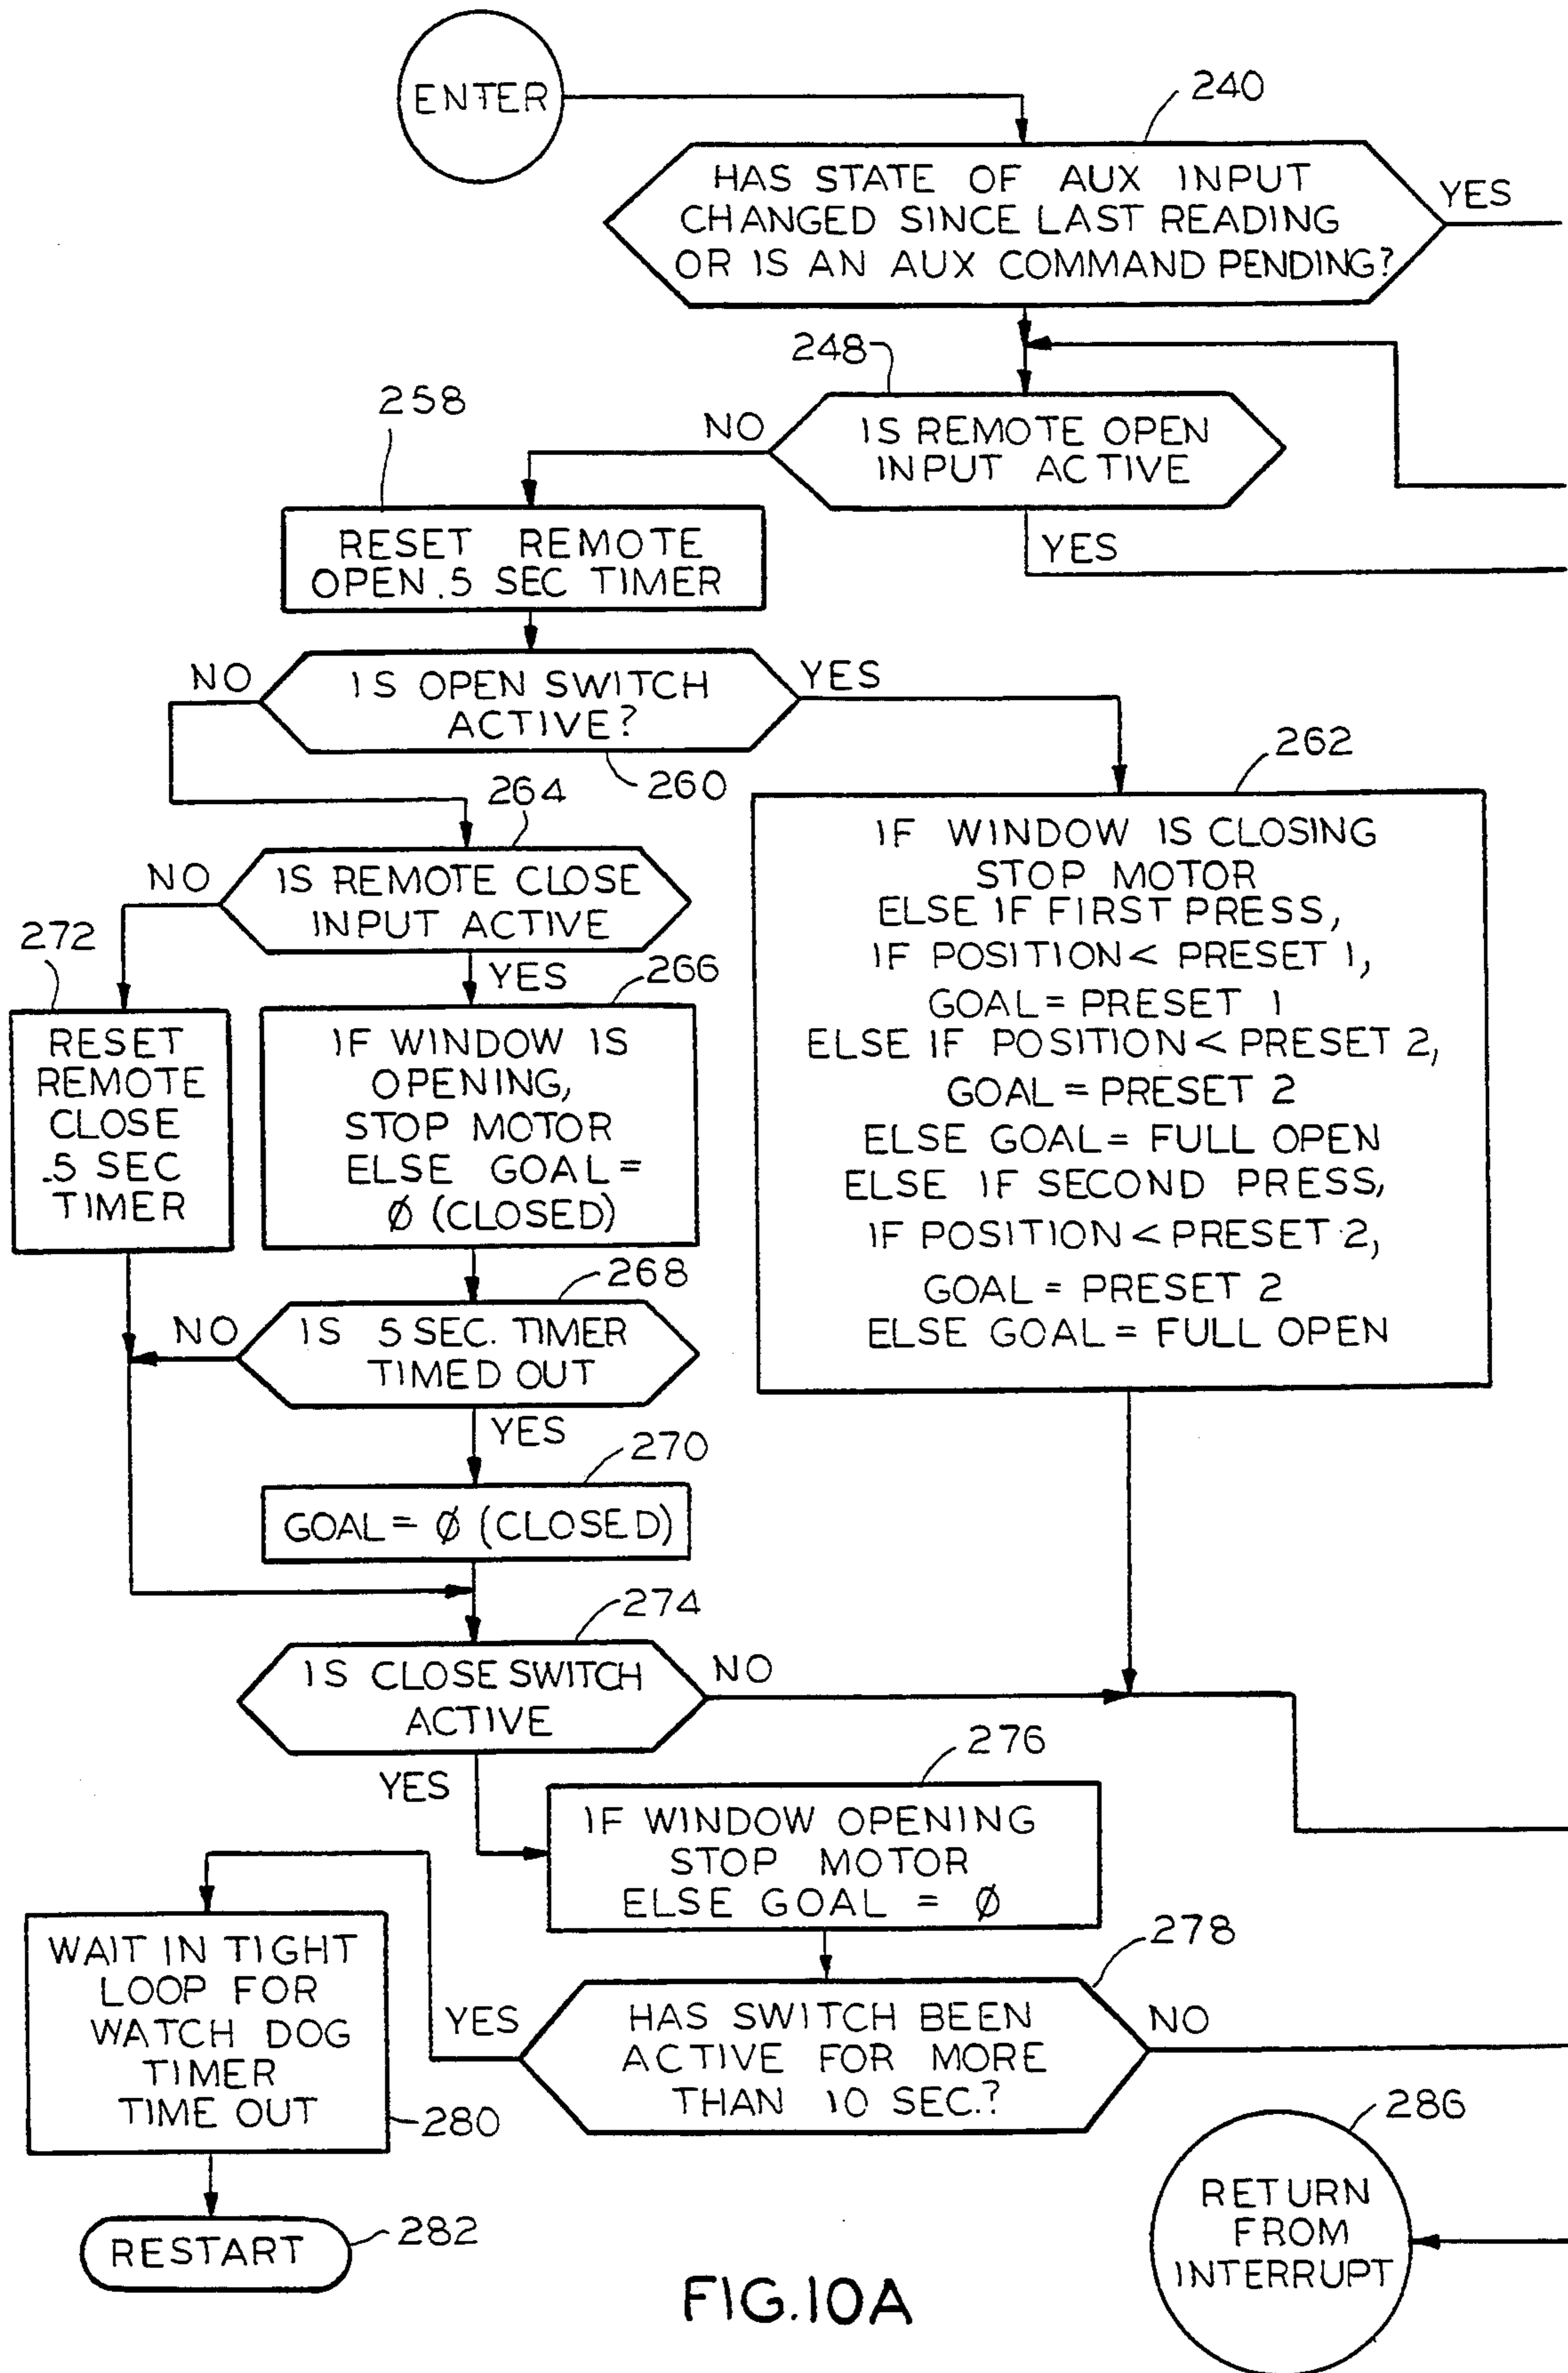 ENTER
240
HAS STATE OF AUX INPUT
CHANGED SINCE LAST READING
OR IS AN AUX COMMAND PENDING?
YES
248
IS REMOTE OPEN
INPUT ACTIVE
NO
YES
258
RESET REMOTE
OPEN .5 SEC TIMER
NO
IS OPEN SWITCH
ACTIVE?
YES
260
262
IF WINDOW IS CLOSING
STOP MOTOR
ELSE IF FIRST PRESS,
IF POSITION < PRESET 1,
GOAL = PRESET 1
ELSE IF POSITION < PRESET 2,
GOAL = PRESET 2
ELSE GOAL = FULL OPEN
ELSE IF SECOND PRESS,
IF POSITION < PRESET 2,
GOAL = PRESET 2
ELSE GOAL = FULL OPEN
264
NO
IS REMOTE CLOSE
INPUT ACTIVE
YES
272
RESET
REMOTE
CLOSE
.5 SEC
TIMER
266
IF WINDOW IS
OPENING,
STOP MOTOR
ELSE GOAL =
Ø (CLOSED)
268
NO
IS 5 SEC. TIMER
TIMED OUT
YES
270
GOAL = Ø (CLOSED)
274
IS CLOSE SWITCH
ACTIVE
NO
YES
276
IF WINDOW OPENING
STOP MOTOR
ELSE GOAL = Ø
278
YES
HAS SWITCH BEEN
ACTIVE FOR MORE
THAN 10 SEC.?
NO
WAIT IN TIGHT
LOOP FOR
WATCH DOG
TIMER
TIME OUT
280
RESTART
282
286
RETURN
FROM
INTERRUPT
FIG.10A